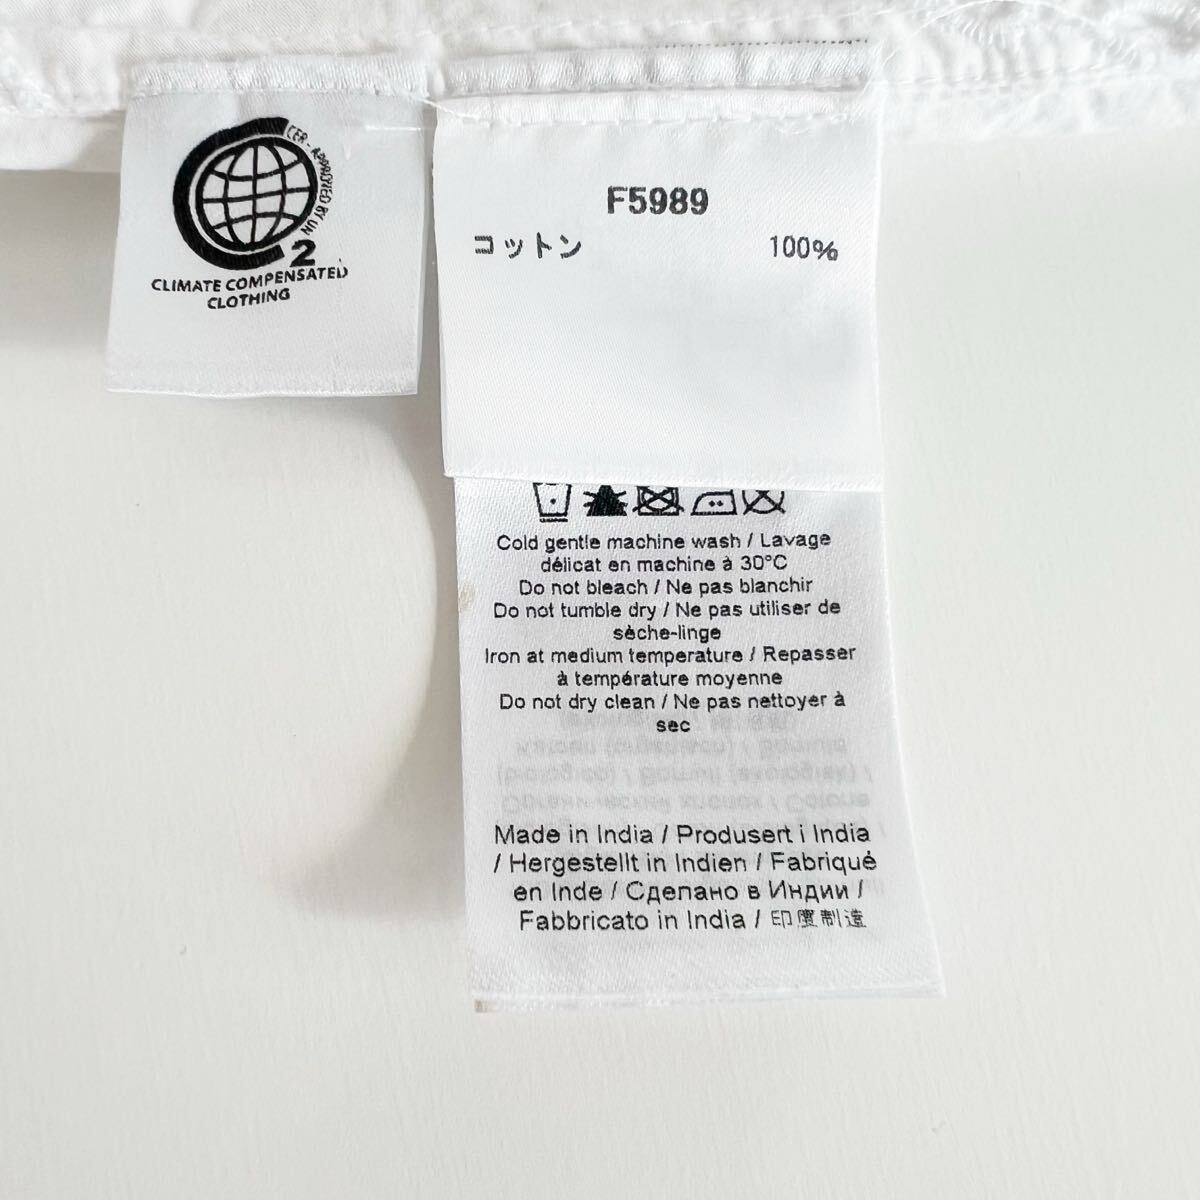 CER - APPROVED BY UN
2
CLIMATE COMPENSATED
CLOTHING
F5989
コットン 100%
Cold gentle machine wash / Lavage
délicat en machine à 30°C
Do not bleach / Ne pas blanchir
Do not tumble dry / Ne pas utiliser de
sèche-linge
Iron at medium temperature / Repasser
à température moyenne
Do not dry clean / Ne pas nettoyer à
sec
Made in India / Produsert i India
/ Hergestellt in Indien / Fabriqué
en Inde / Сделано в Индии /
Fabbricato in India / 印度制造